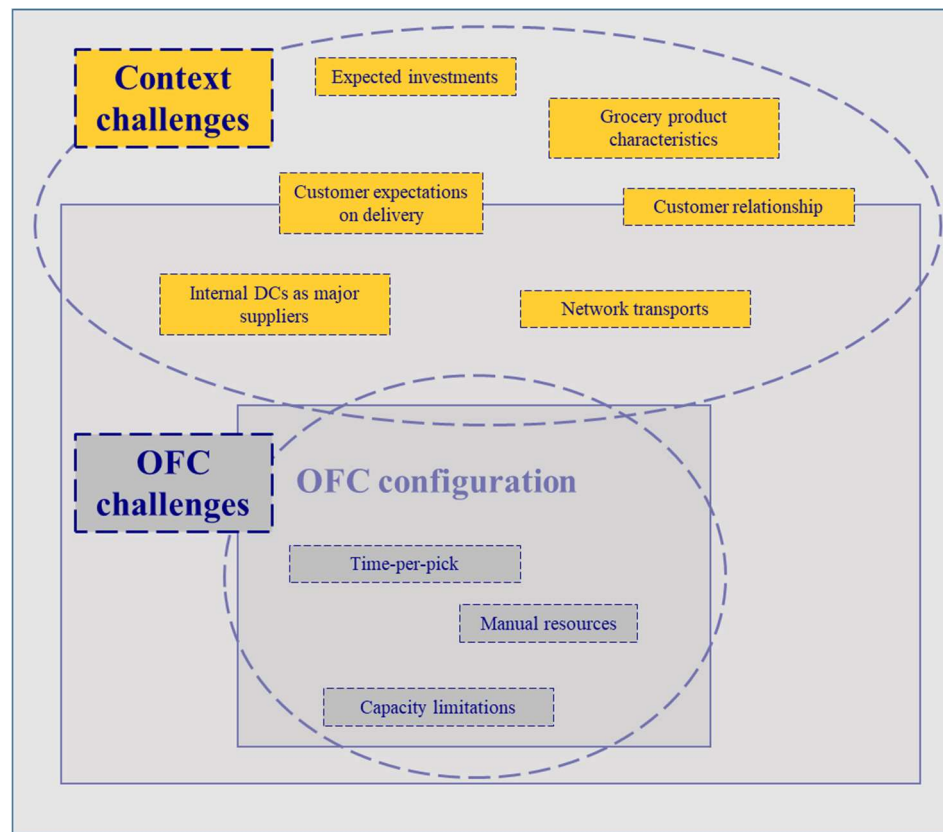 Context
challenges
Expected investments
Grocery product
characteristics
Customer expectations
on delivery
Customer relationship
Internal DCs as major
suppliers
Network transports
OFC
challenges
OFC configuration
Time-per-pick
Manual resources
Capacity limitations